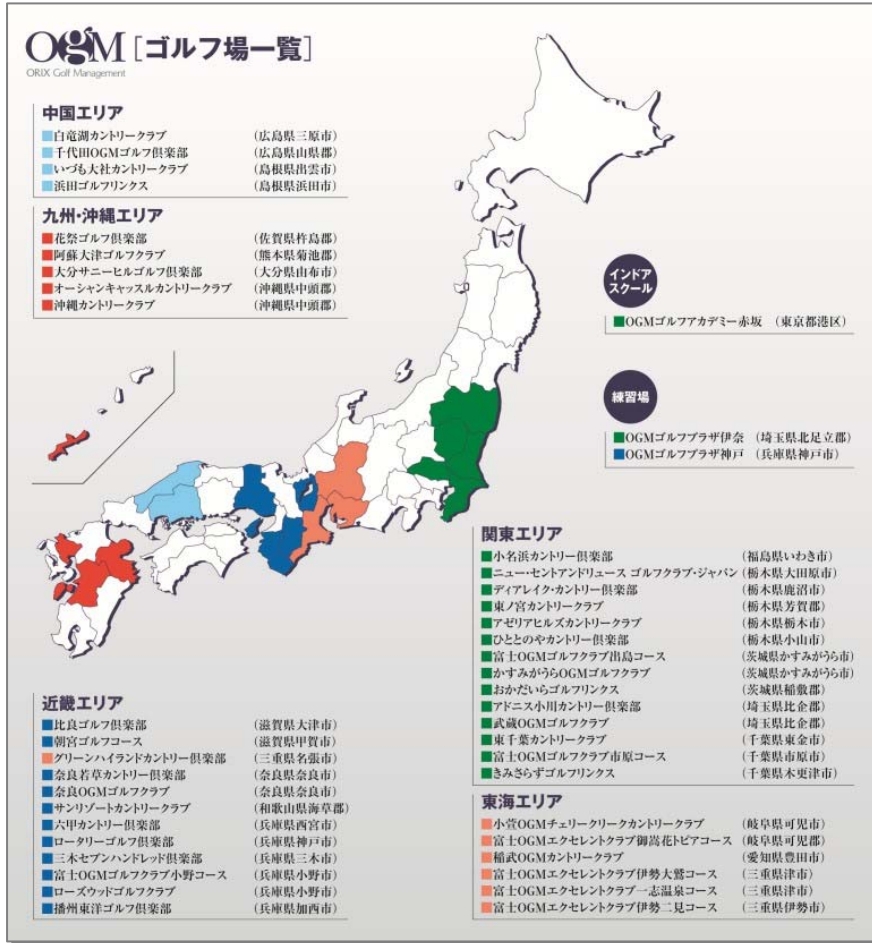 OGM［ゴルフ場一覧］
ORIX Golf Management
中国エリア
白竜湖カントリークラブ （広島県三原市）
千代田OGMゴルフ倶楽部 （広島県山県郡）
いづも大社カントリークラブ （島根県出雲市）
浜田ゴルフリンクス （島根県浜田市）
九州・沖縄エリア
花祭ゴルフ倶楽部 （佐賀県杵島郡）
阿蘇大津ゴルフクラブ （熊本県菊池郡）
大分サニーヒルゴルフ倶楽部 （大分県由布市）
オーシャンキャッスルカントリークラブ （沖縄県中頭郡）
沖縄カントリークラブ （沖縄県中頭郡）
インドア
スクール
OGMゴルフアカデミー赤坂 （東京都港区）
練習場
OGMゴルフプラザ伊奈 （埼玉県北足立郡）
OGMゴルフプラザ神戸 （兵庫県神戸市）
関東エリア
小名浜カントリー倶楽部 （福島県いわき市）
ニュー・セントアンドリュース ゴルフクラブ・ジャパン （栃木県大田原市）
ディアレイク・カントリー倶楽部 （栃木県鹿沼市）
東ノ宮カントリークラブ （栃木県芳賀郡）
アゼリアヒルズカントリークラブ （栃木県栃木市）
ひととのやカントリー倶楽部 （栃木県小山市）
富士OGMゴルフクラブ出島コース （茨城県かすみがうら市）
かすみがうらOGMゴルフクラブ （茨城県かすみがうら市）
おかだいらゴルフリンクス （茨城県稲敷郡）
アドニス小川カントリー倶楽部 （埼玉県比企郡）
武蔵OGMゴルフクラブ （埼玉県比企郡）
東千葉カントリークラブ （千葉県東金市）
富士OGMゴルフクラブ市原コース （千葉県市原市）
きみさらずゴルフリンクス （千葉県木更津市）
近畿エリア
比良ゴルフ倶楽部 （滋賀県大津市）
朝宮ゴルフコース （滋賀県甲賀市）
グリーンハイランドカントリー倶楽部 （三重県名張市）
奈良若草カントリー倶楽部 （奈良県奈良市）
奈良OGMゴルフクラブ （奈良県奈良市）
サンリゾートカントリークラブ （和歌山県海草郡）
六甲カントリー倶楽部 （兵庫県西宮市）
ロータリーゴルフ倶楽部 （兵庫県神戸市）
三木セブンハンドレッド倶楽部 （兵庫県三木市）
富士OGMゴルフクラブ小野コース （兵庫県小野市）
ローズウッドゴルフクラブ （兵庫県小野市）
播州東洋ゴルフ倶楽部 （兵庫県加西市）
東海エリア
小萱OGMチェリークリークカントリークラブ （岐阜県可児市）
富士OGMエクセレントクラブ御嵩花トピアコース （岐阜県可児郡）
稲武OGMカントリークラブ （愛知県豊田市）
富士OGMエクセレントクラブ伊勢大鷲コース （三重県津市）
富士OGMエクセレントクラブ一志温泉コース （三重県津市）
富士OGMエクセレントクラブ伊勢二見コース （三重県伊勢市）